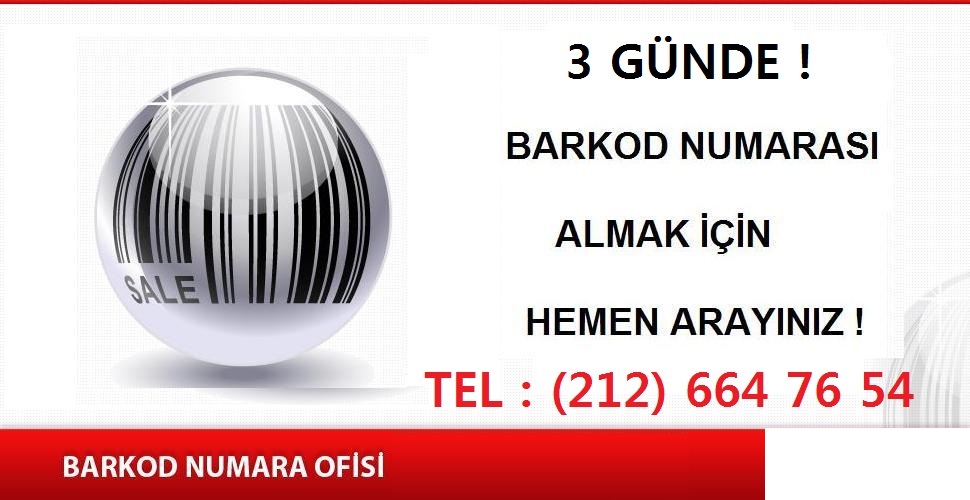 3 GÜNDE !
BARKOD NUMARASI
ALMAK İÇİN
HEMEN ARAYINIZ !
TEL : (212) 664 76 54
SALE
BARKOD NUMARA OFİSİ